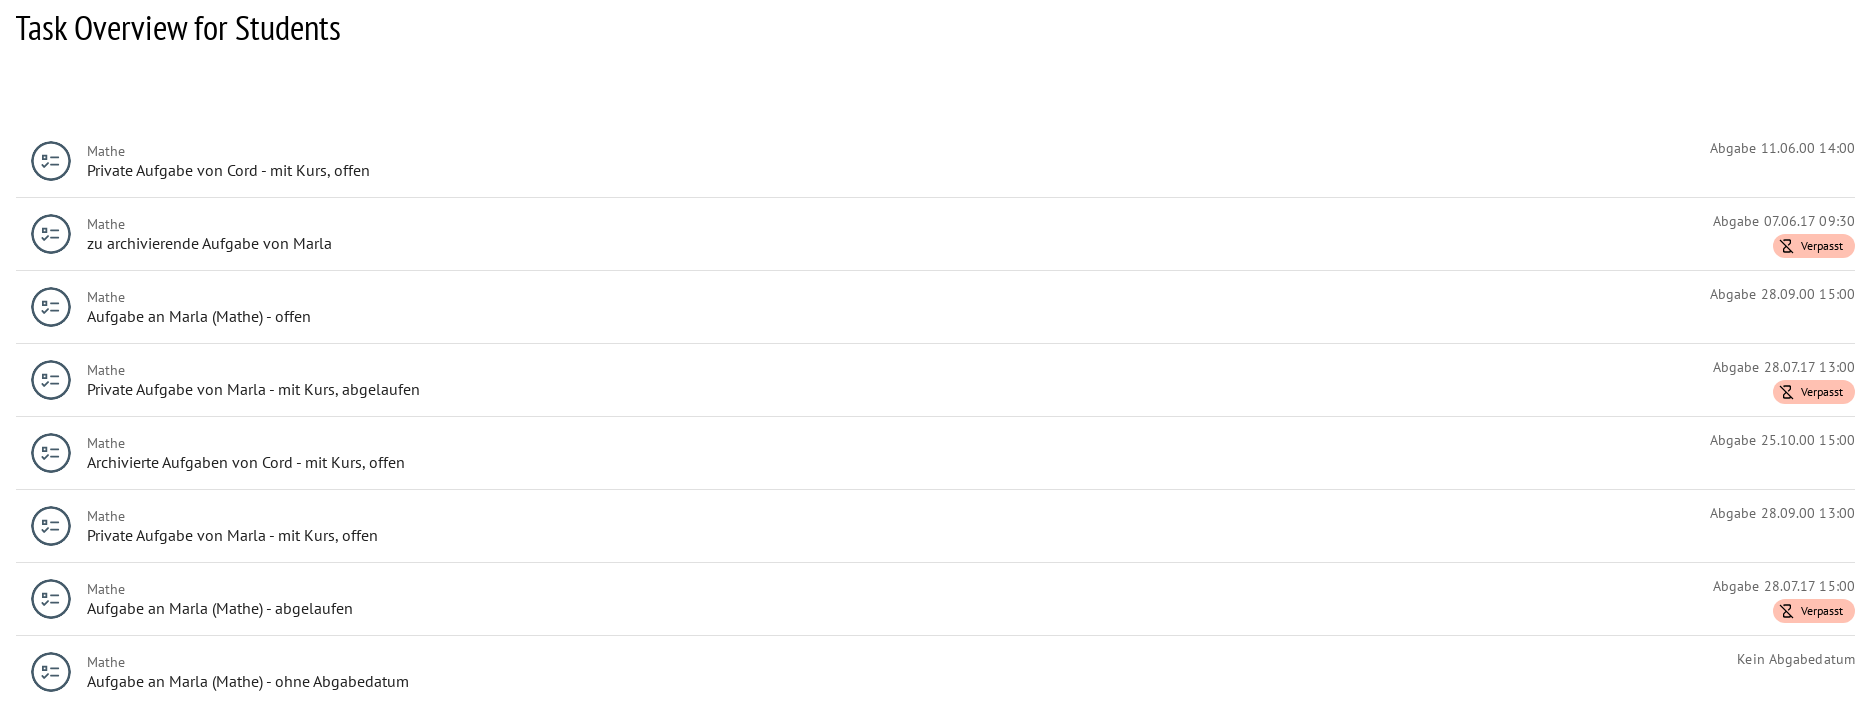 Task Overview for Students
Mathe
Abgabe 11.06.00 14:00
Private Aufgabe von Cord - mit Kurs, offen
Mathe
Abgabe 07.06.17 09:30
zu archivierende Aufgabe von Marla
Verpasst
Mathe
Abgabe 28.09.00 15:00
Aufgabe an Marla (Mathe) - offen
Mathe
Abgabe 28.07.17 13:00
Private Aufgabe von Marla - mit Kurs, abgelaufen
Verpasst
Mathe
Abgabe 25.10.00 15:00
Archivierte Aufgaben von Cord - mit Kurs, offen
Mathe
Abgabe 28.09.00 13:00
Private Aufgabe von Marla - mit Kurs, offen
Mathe
Abgabe 28.07.17 15:00
Aufgabe an Marla (Mathe) - abgelaufen
Verpasst
Mathe
Kein Abgabedatum
Aufgabe an Marla (Mathe) - ohne Abgabedatum